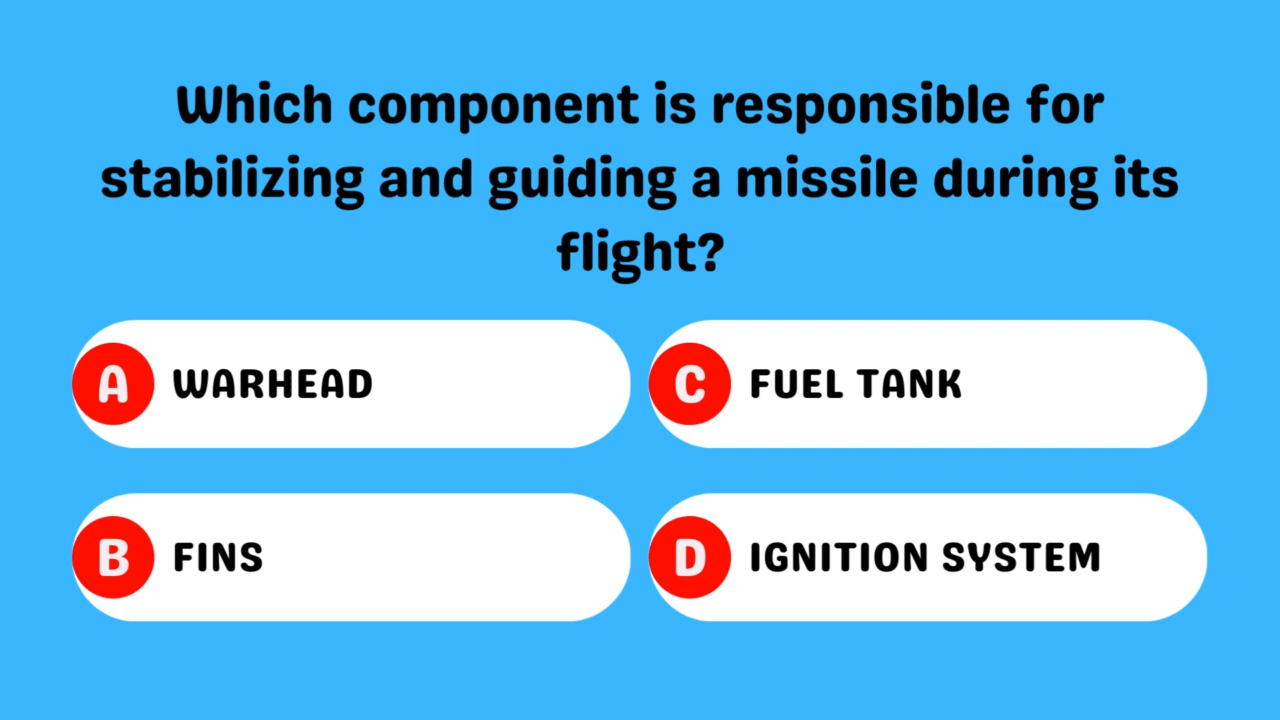 Which component is responsible for
stabilizing and guiding a missile during its
flight?
A WARHEAD
C FUEL TANK
B FINS
D IGNITION SYSTEM